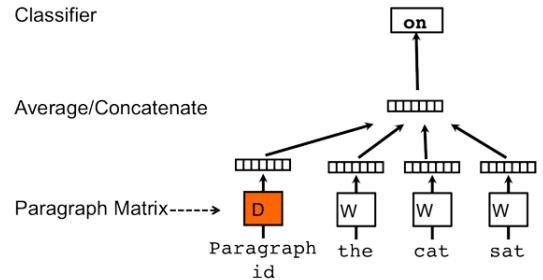 Classifier
on
Average/Concatenate
Paragraph Matrix
D
W
W
W
Paragraph
id
the
cat
sat